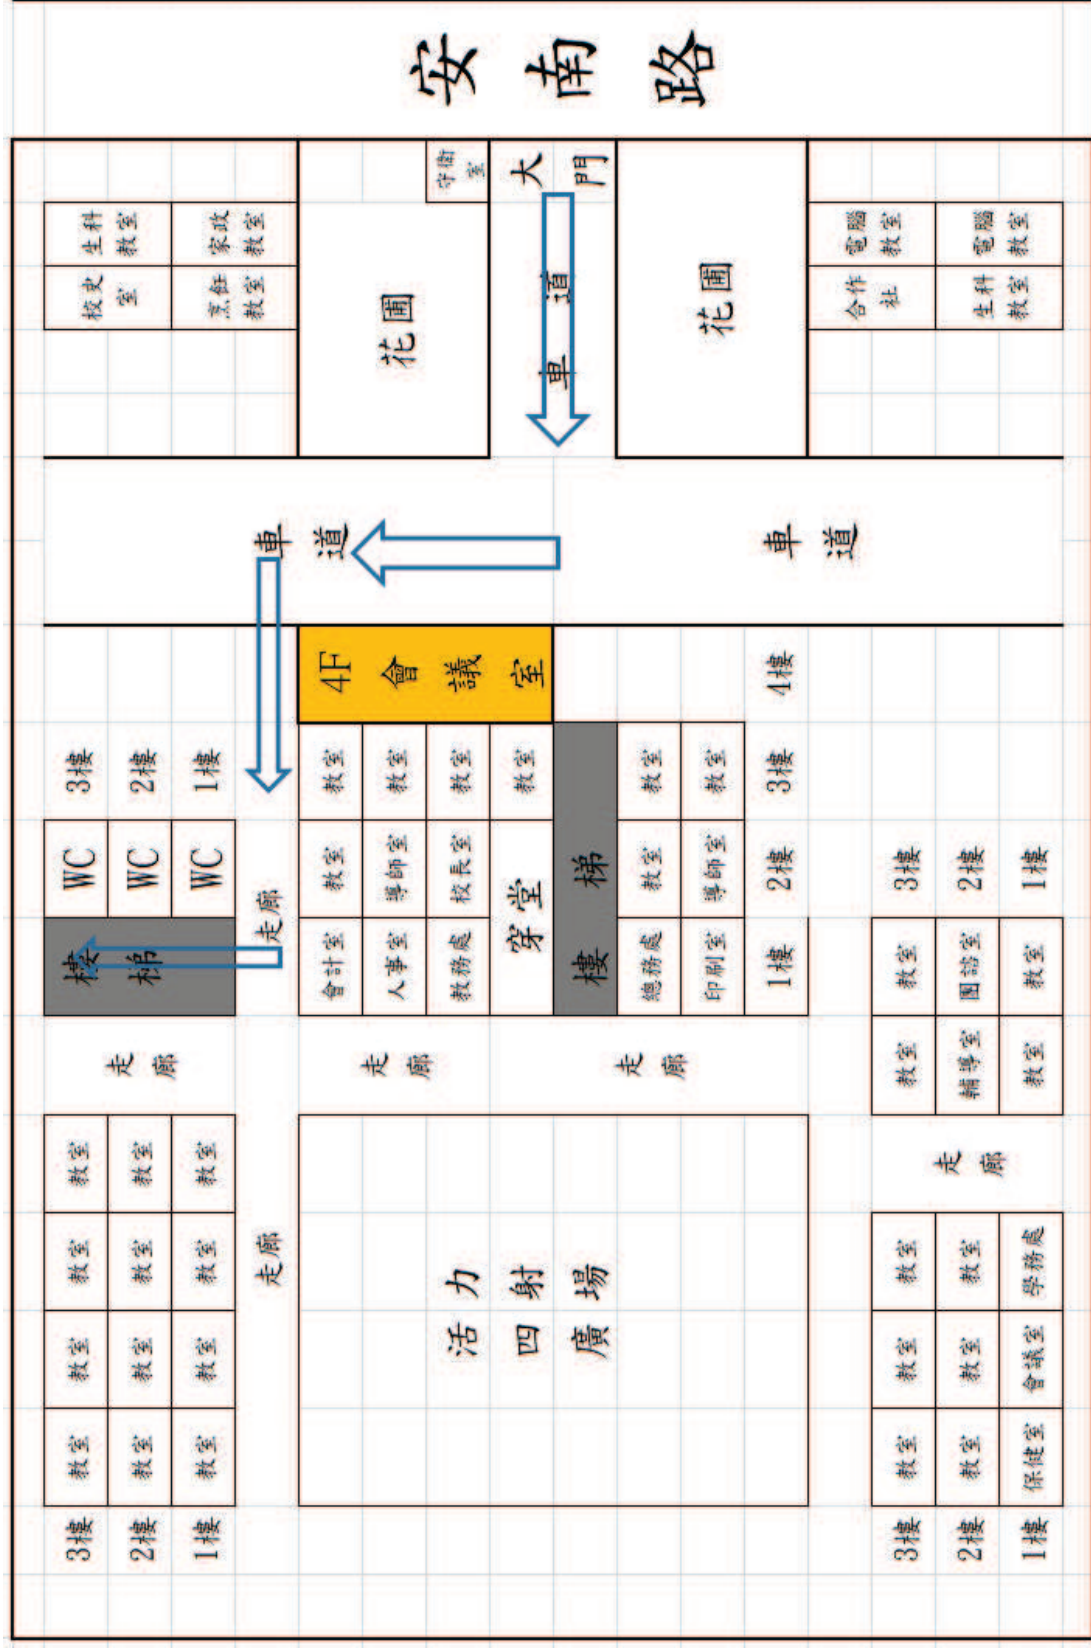 3樓 教室 教室 教室 教室 走廊 樓梯 WC 3樓 校史室 生科教室
2樓 教室 教室 教室 教室 WC 2樓
1樓 教室 教室 教室 教室 WC 1樓 烹飪教室 家政教室
走廊 走廊 車道
會計室 教室 教室 4F會議室
走廊 人事室 導師室 教室 花圃
教務處 校長室 教室 守衛室
活力四射廣場 穿堂 教室 大門 安南路
樓梯 車道
走廊 總務處 教室 教室
印刷室 導師室 教室 花圃
1樓 2樓 3樓 4樓 車道
合作社 電腦教室
3樓 教室 教室 教室 教室 教室 3樓
2樓 教室 教室 教室 走廊 輔導室 團諮室 2樓
1樓 保健室 會議室 學務處 教室 教室 1樓 生科教室 電腦教室